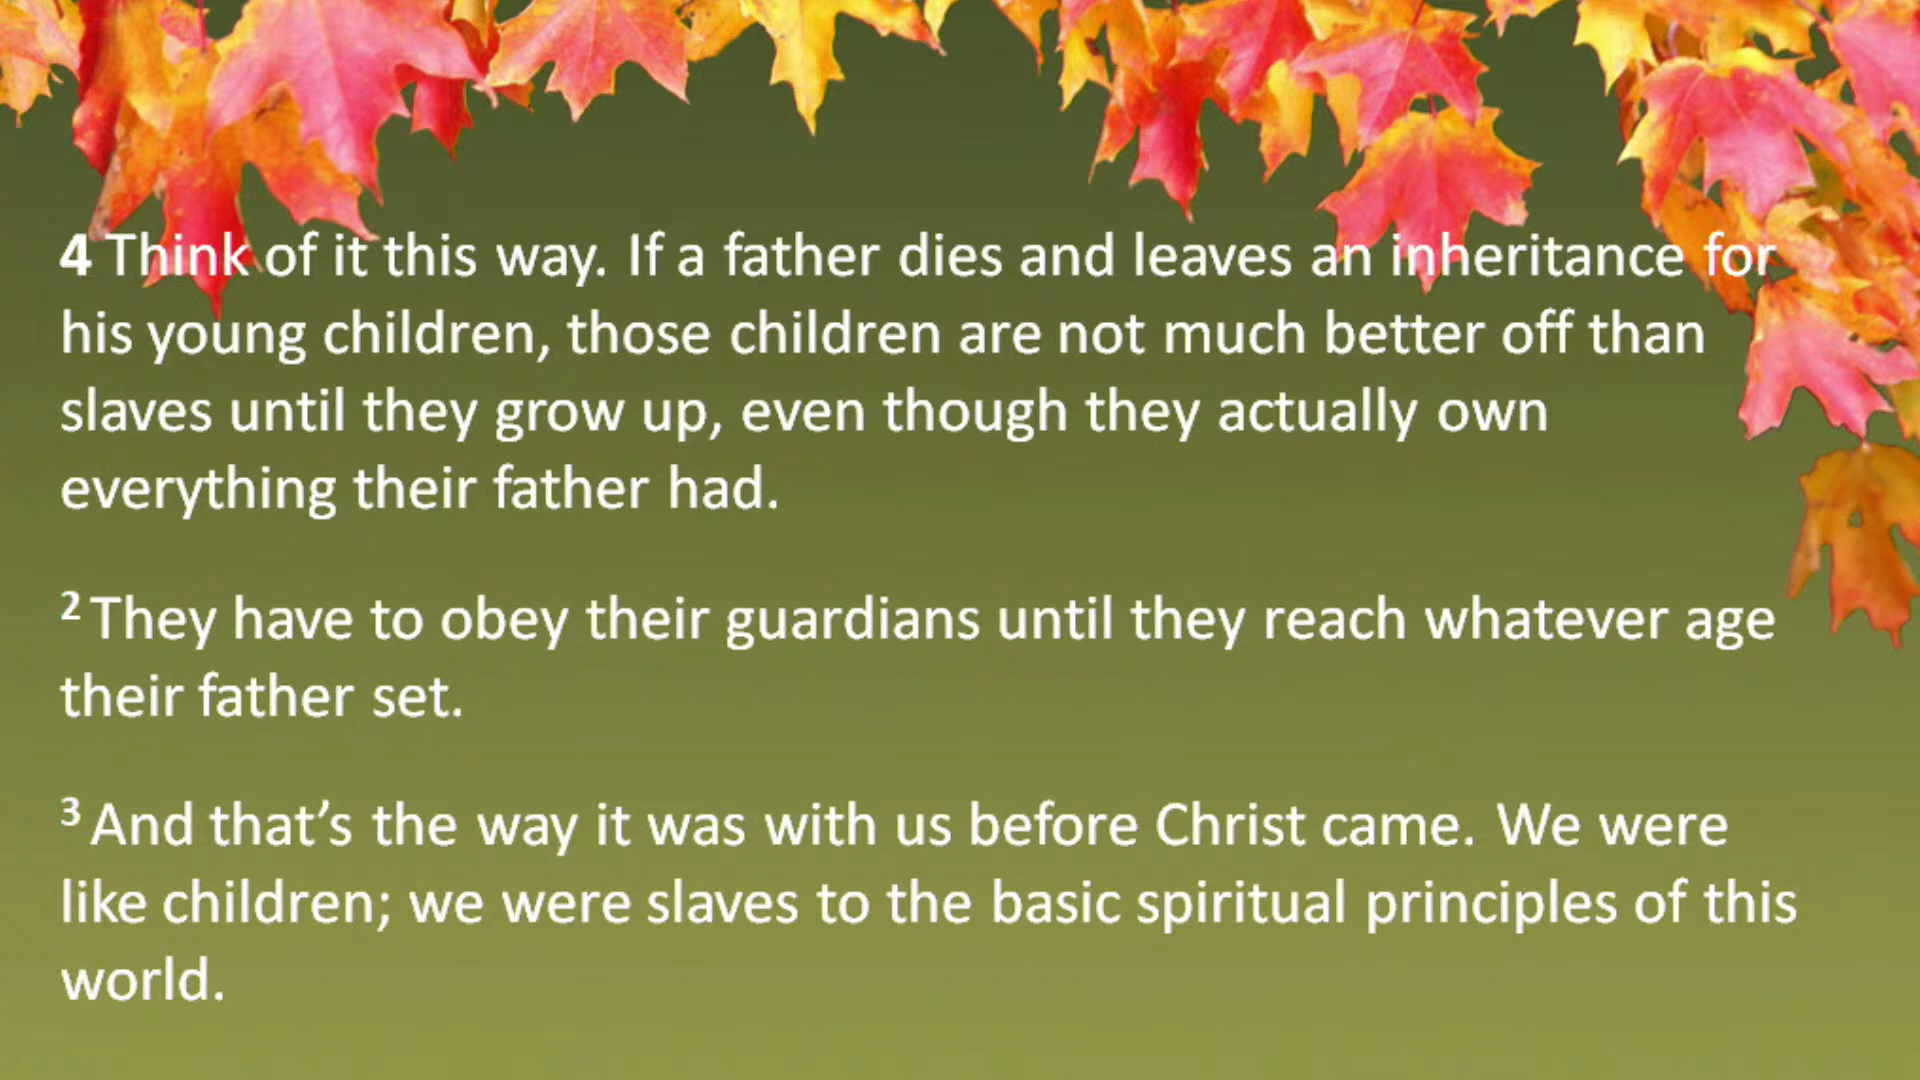 4 Think of it this way. If a father dies and leaves an inheritance for
his young children, those children are not much better off than
slaves until they grow up, even though they actually own
everything their father had.
2 They have to obey their guardians until they reach whatever age
their father set.
3 And that’s the way it was with us before Christ came. We were
like children; we were slaves to the basic spiritual principles of this
world.